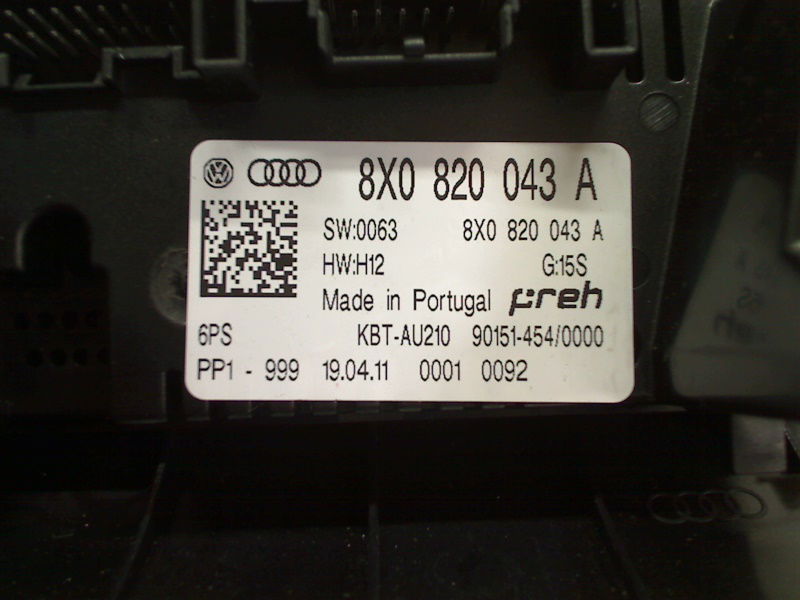 8X0 820 043 A
SW:0063 8X0 820 043 A
HW:H12 G:15S
Made in Portugal preh
6PS KBT-AU210 90151-454/0000
PP1 - 999 19.04.11 0001 0092